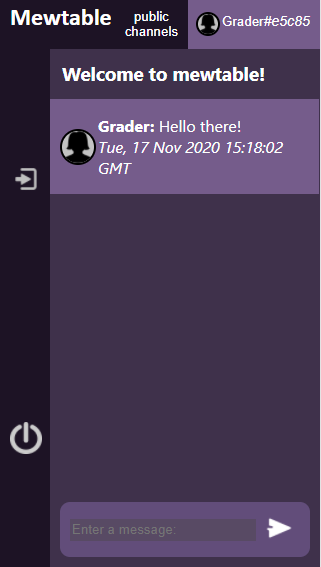 Mewtable
public
channels
Grader#e5c85
Welcome to mewtable!
Grader: Hello there!
Tue, 17 Nov 2020 15:18:02
GMT
Enter a message: